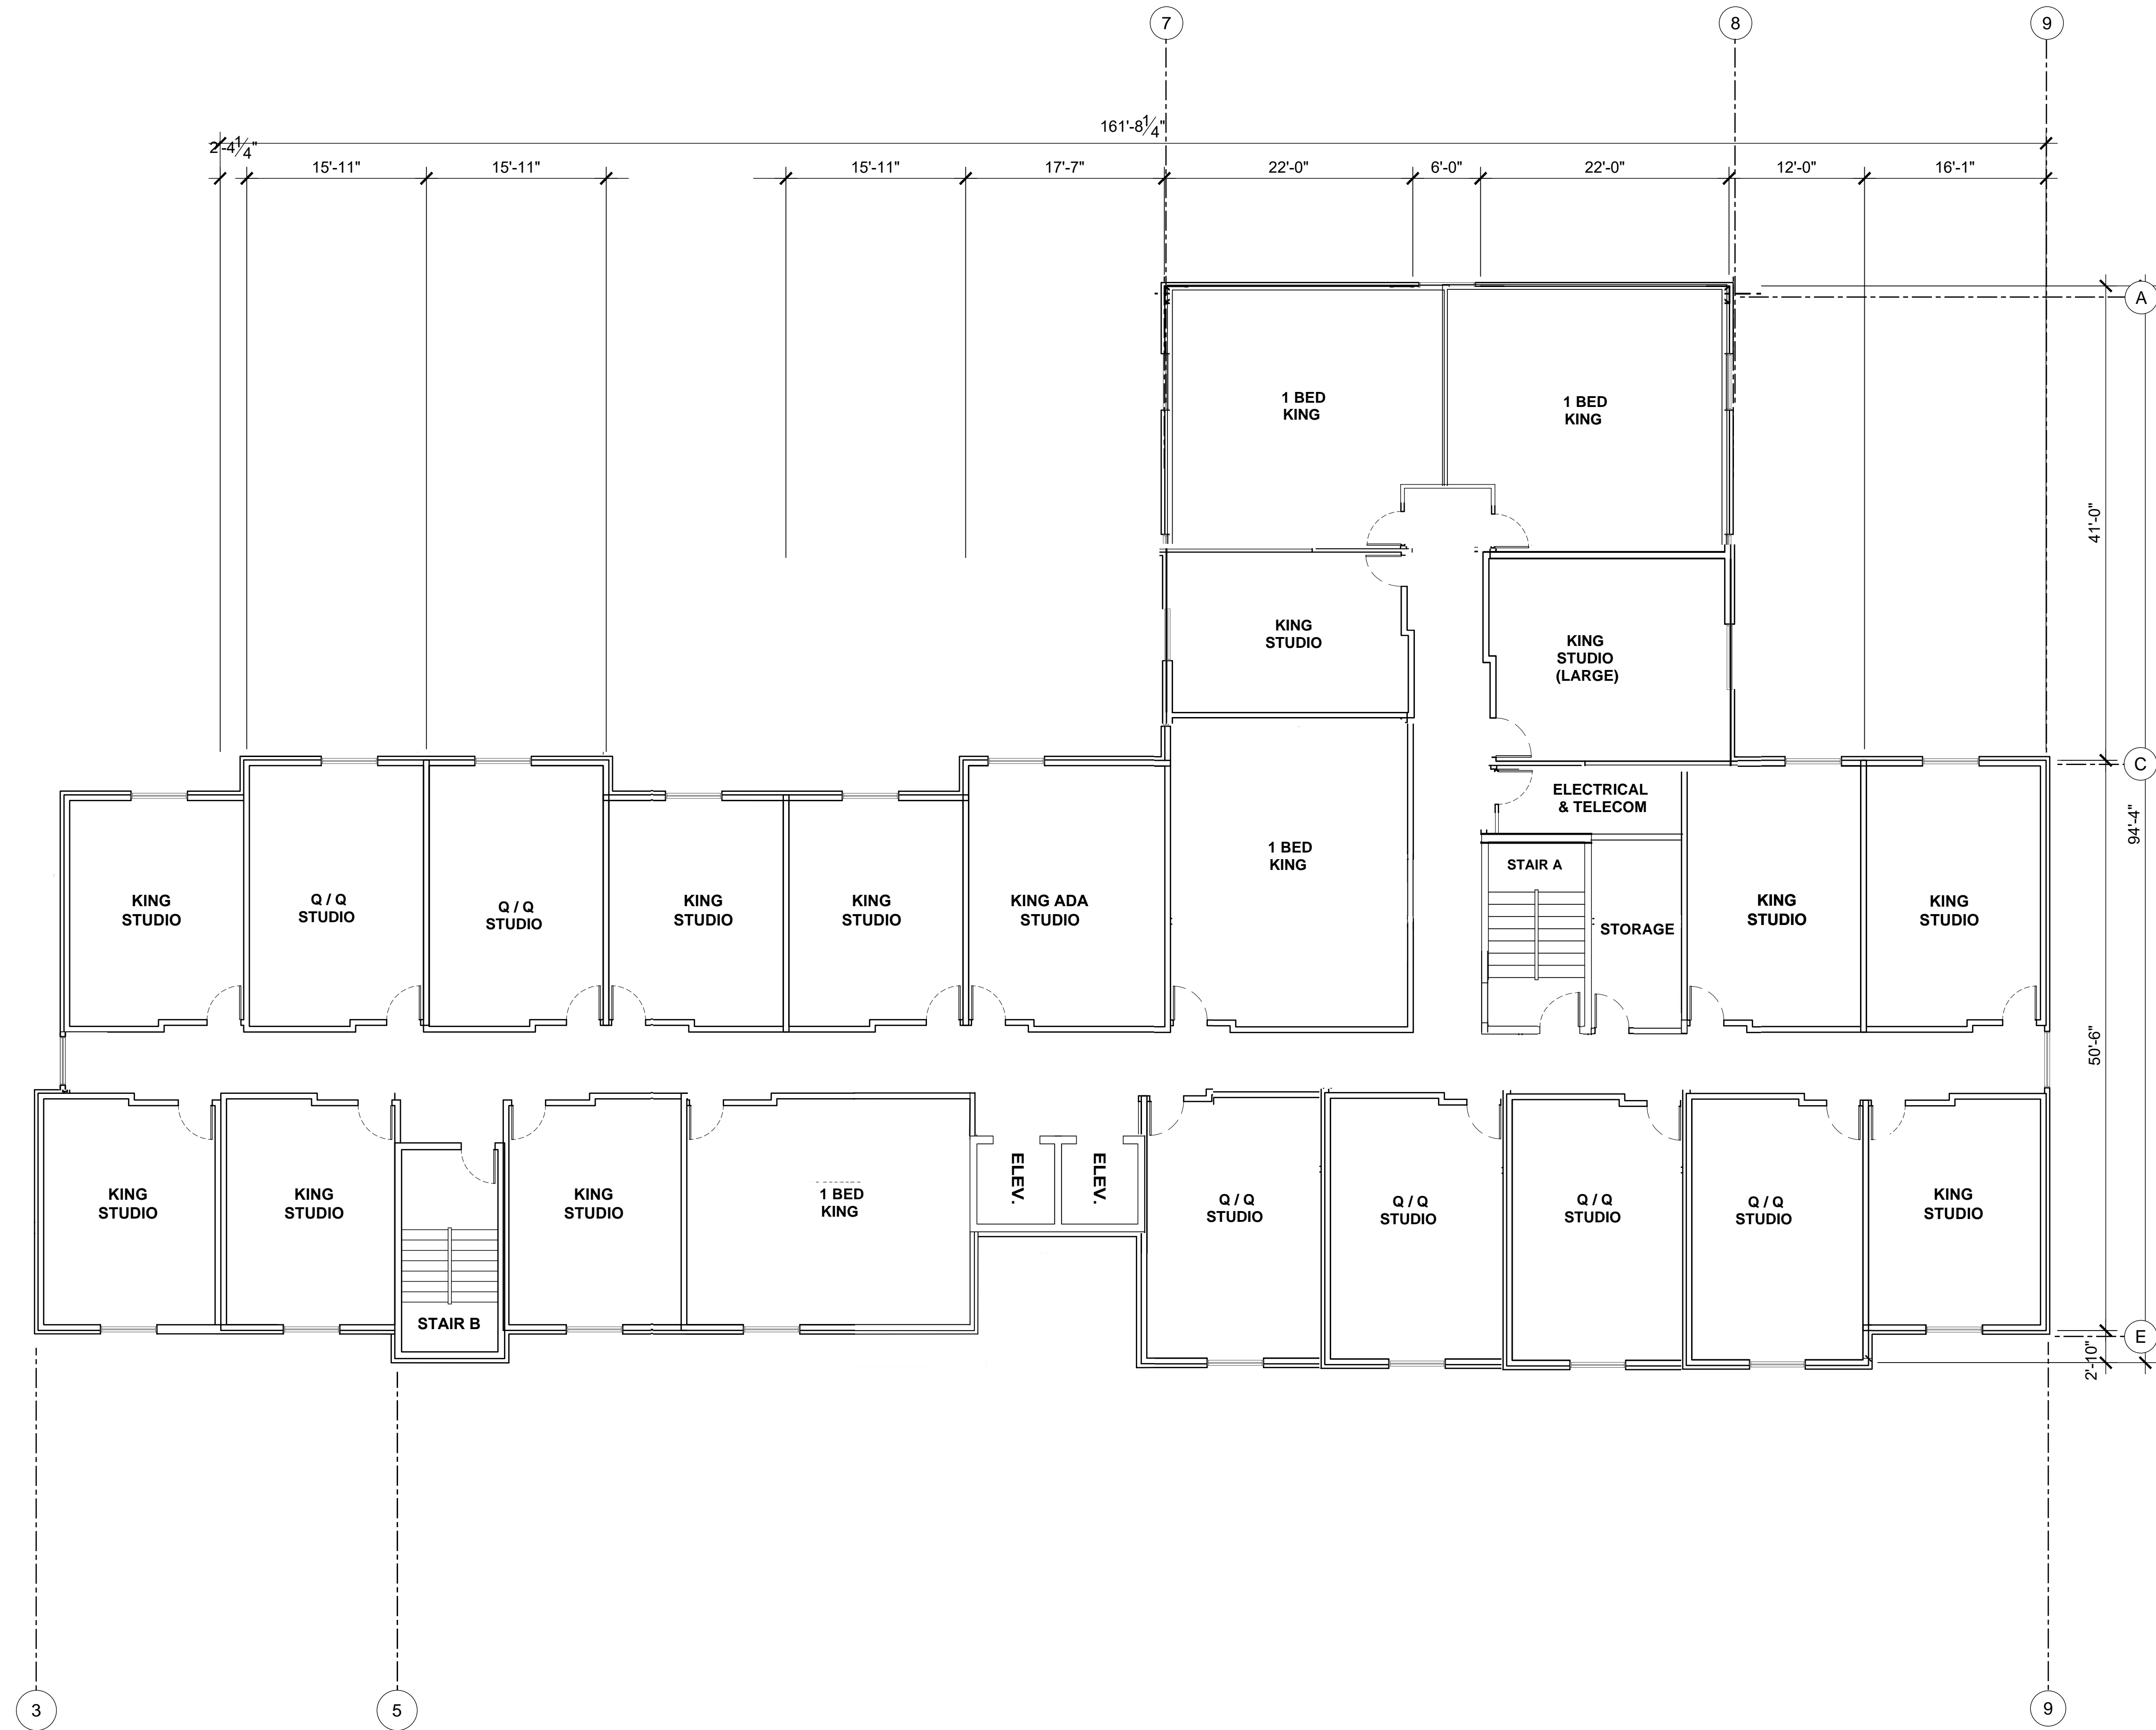 7
8
9
161'-8 1/4"
2'-4 1/4"
15'-11"
15'-11"
15'-11"
17'-7"
22'-0"
6'-0"
22'-0"
12'-0"
16'-1"
A
1 BED
KING
1 BED
KING
41'-0"
KING
STUDIO
KING
STUDIO
(LARGE)
C
ELECTRICAL
& TELECOM
94'-4"
1 BED
KING
STAIR A
KING
STUDIO
Q / Q
STUDIO
Q / Q
STUDIO
KING
STUDIO
KING
STUDIO
KING ADA
STUDIO
STORAGE
KING
STUDIO
KING
STUDIO
50'-6"
KING
STUDIO
KING
STUDIO
KING
STUDIO
1 BED
KING
ELEV.
ELEV.
Q / Q
STUDIO
Q / Q
STUDIO
Q / Q
STUDIO
Q / Q
STUDIO
KING
STUDIO
STAIR B
E
2'-10"
3
5
9